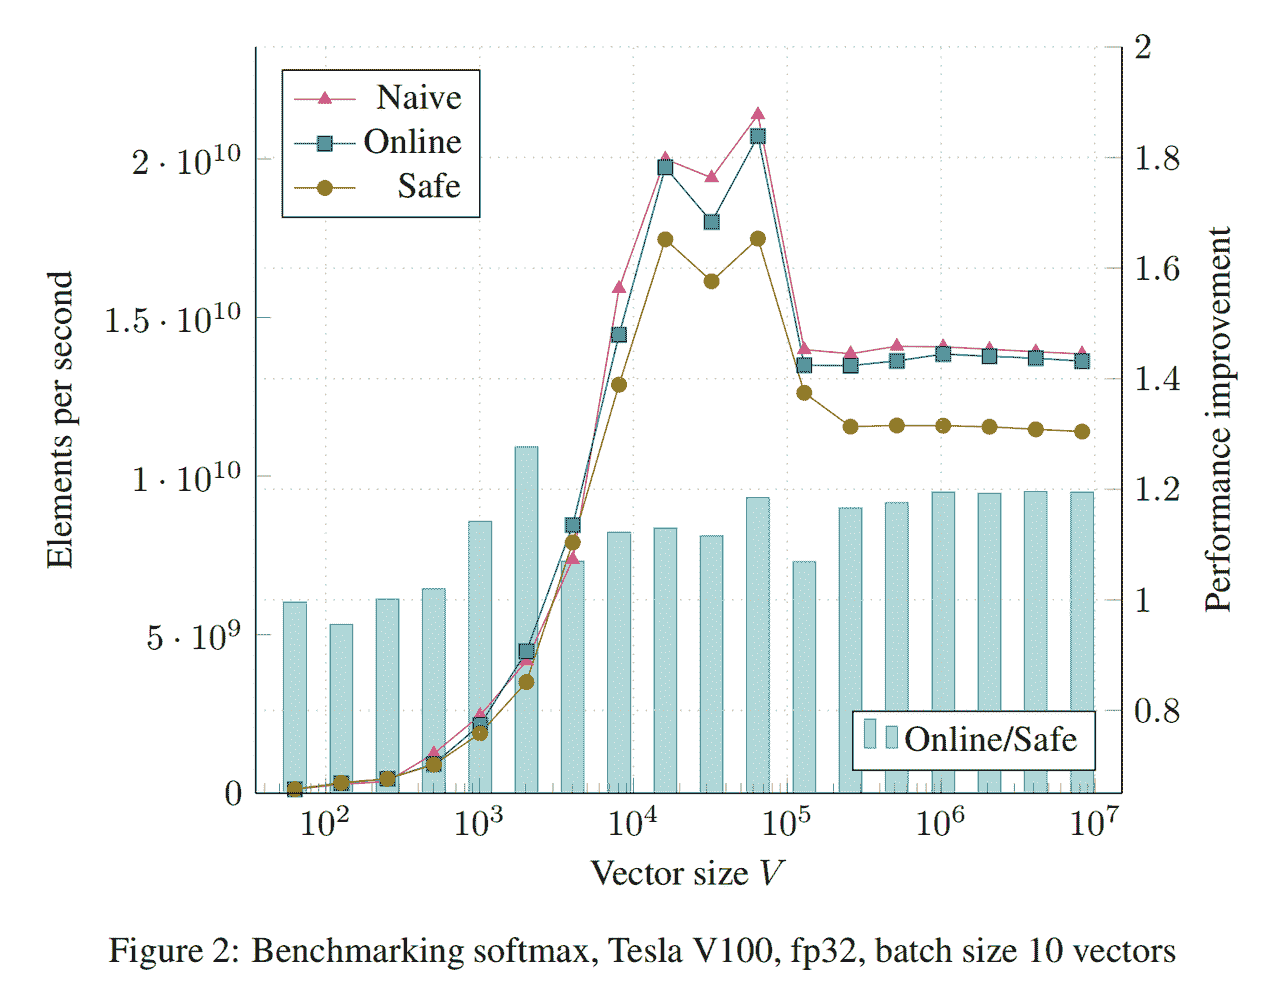 Naive
Online
Safe
Elements per second
2 · 10^10
1.5 · 10^10
1 · 10^10
5 · 10^9
0
2
1.8
1.6
1.4
1.2
1
0.8
Performance improvement
Online/Safe
10^2 10^3 10^4 10^5 10^6 10^7
Vector size V
Figure 2: Benchmarking softmax, Tesla V100, fp32, batch size 10 vectors